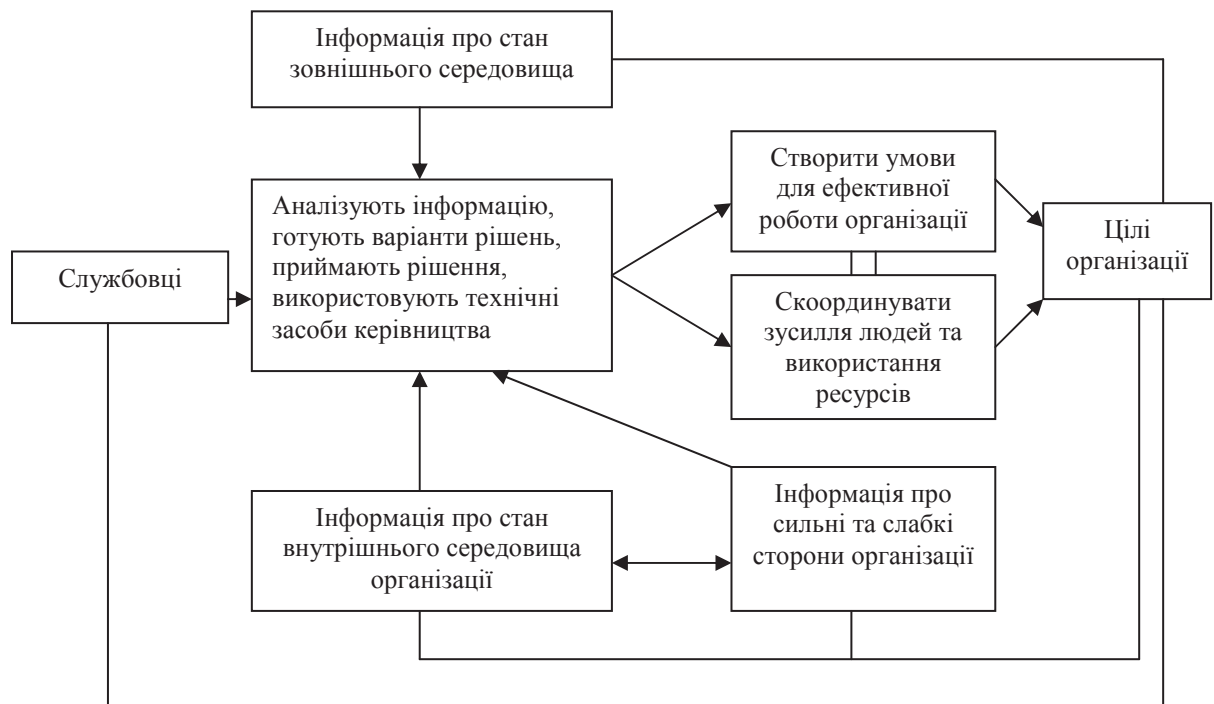 Інформація про стан
зовнішнього середовища
Створити умови
для ефективної
роботи організації
Аналізують інформацію,
готують варіанти рішень,
приймають рішення,
використовують технічні
засоби керівництва
Цілі
організації
Службовці
Скоординувати
зусилля людей та
використання
ресурсів
Інформація про стан
внутрішнього середовища
організації
Інформація про
сильні та слабкі
сторони організації